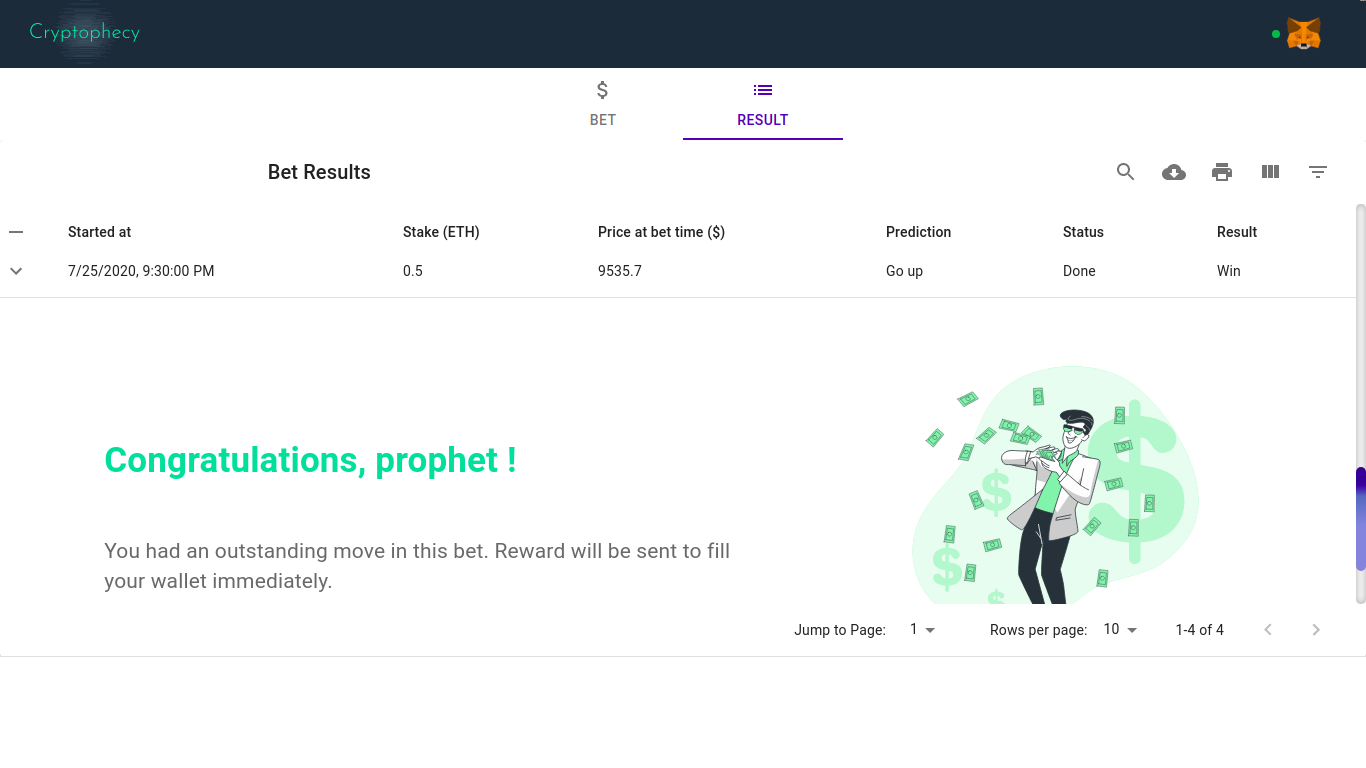 Cryptophecy
$
BET
RESULT
Bet Results
Started at Stake (ETH) Price at bet time ($) Prediction Status Result
7/25/2020, 9:30:00 PM 0.5 9535.7 Go up Done Win
Congratulations, prophet !
You had an outstanding move in this bet. Reward will be sent to fill
your wallet immediately.
Jump to Page: 1 Rows per page: 10 1-4 of 4